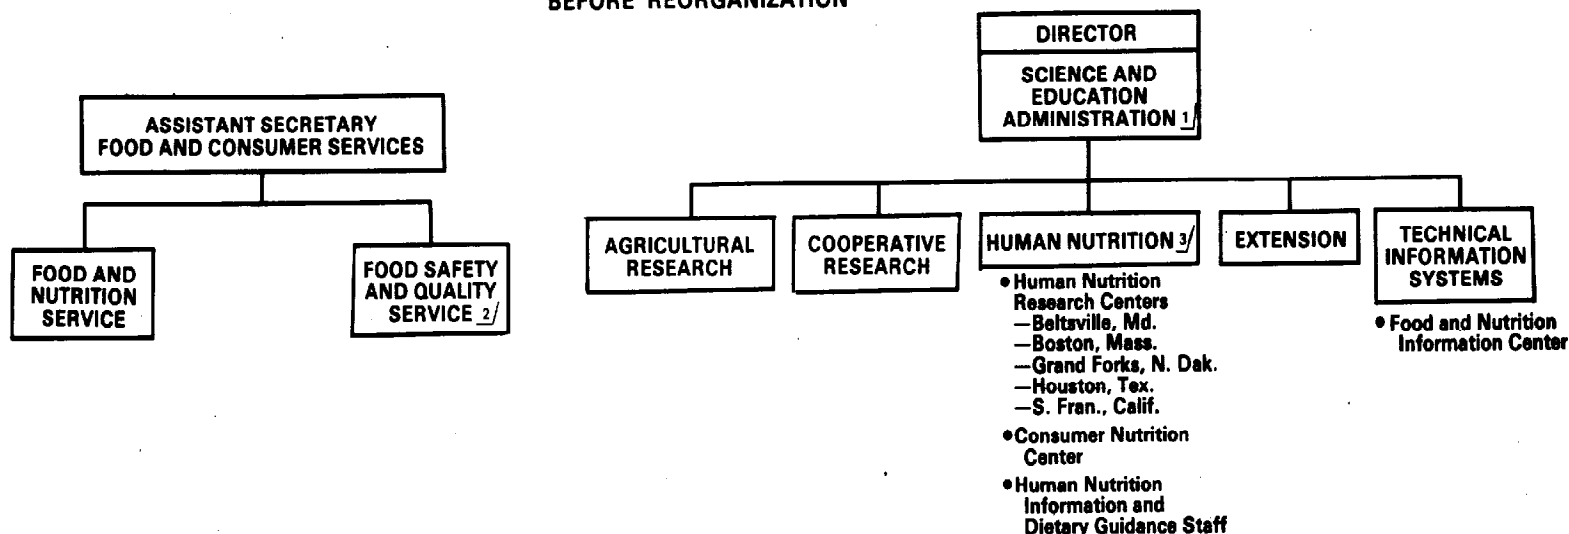 BEFORE REORGANIZATION
DIRECTOR
SCIENCE AND
EDUCATION
ADMINISTRATION 1/
ASSISTANT SECRETARY
FOOD AND CONSUMER SERVICES
FOOD AND
NUTRITION
SERVICE
FOOD SAFETY
AND QUALITY
SERVICE 2/
AGRICULTURAL
RESEARCH
COOPERATIVE
RESEARCH
HUMAN NUTRITION 3/
●Human Nutrition
Research Centers
—Beltsville, Md.
—Boston, Mass.
—Grand Forks, N. Dak.
—Houston, Tex.
—S. Fran., Calif.
●Consumer Nutrition
Center
●Human Nutrition
Information and
Dietary Guidance Staff
EXTENSION
TECHNICAL
INFORMATION
SYSTEMS
● Food and Nutrition
Information Center